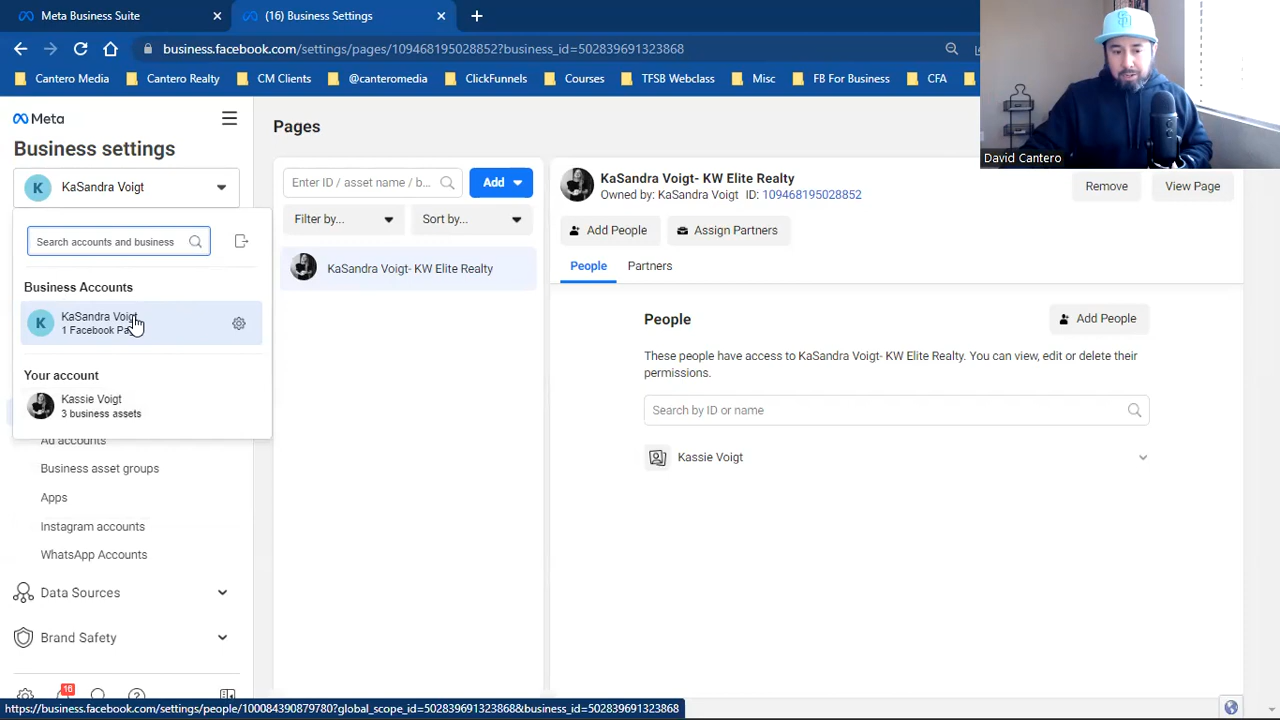 Meta Business Suite
(16) Business Settings
business.facebook.com/settings/pages/109468195028852?business_id=502839691323868
Cantero Media
Cantero Realty
CM Clients
@canteromedia
ClickFunnels
Courses
TFSB Webclass
Misc
FB For Business
CFA
David Cantero
Meta
Business settings
K
KaSandra Voigt
Search accounts and business
Business Accounts
K
KaSandra Voigt
1 Facebook Pa
Your account
Kassie Voigt
3 business assets
Ad accounts
Business asset groups
Apps
Instagram accounts
WhatsApp Accounts
Data Sources
Brand Safety
16
Pages
Enter ID / asset name / b...
Add
Filter by...
Sort by...
KaSandra Voigt- KW Elite Realty
KaSandra Voigt- KW Elite Realty
Owned by: KaSandra Voigt ID: 109468195028852
Remove
View Page
Add People
Assign Partners
People
Partners
People
Add People
These people have access to KaSandra Voigt- KW Elite Realty. You can view, edit or delete their
permissions.
Search by ID or name
Kassie Voigt
https://business.facebook.com/settings/people/100084390879780?global_scope_id=502839691323868&business_id=502839691323868